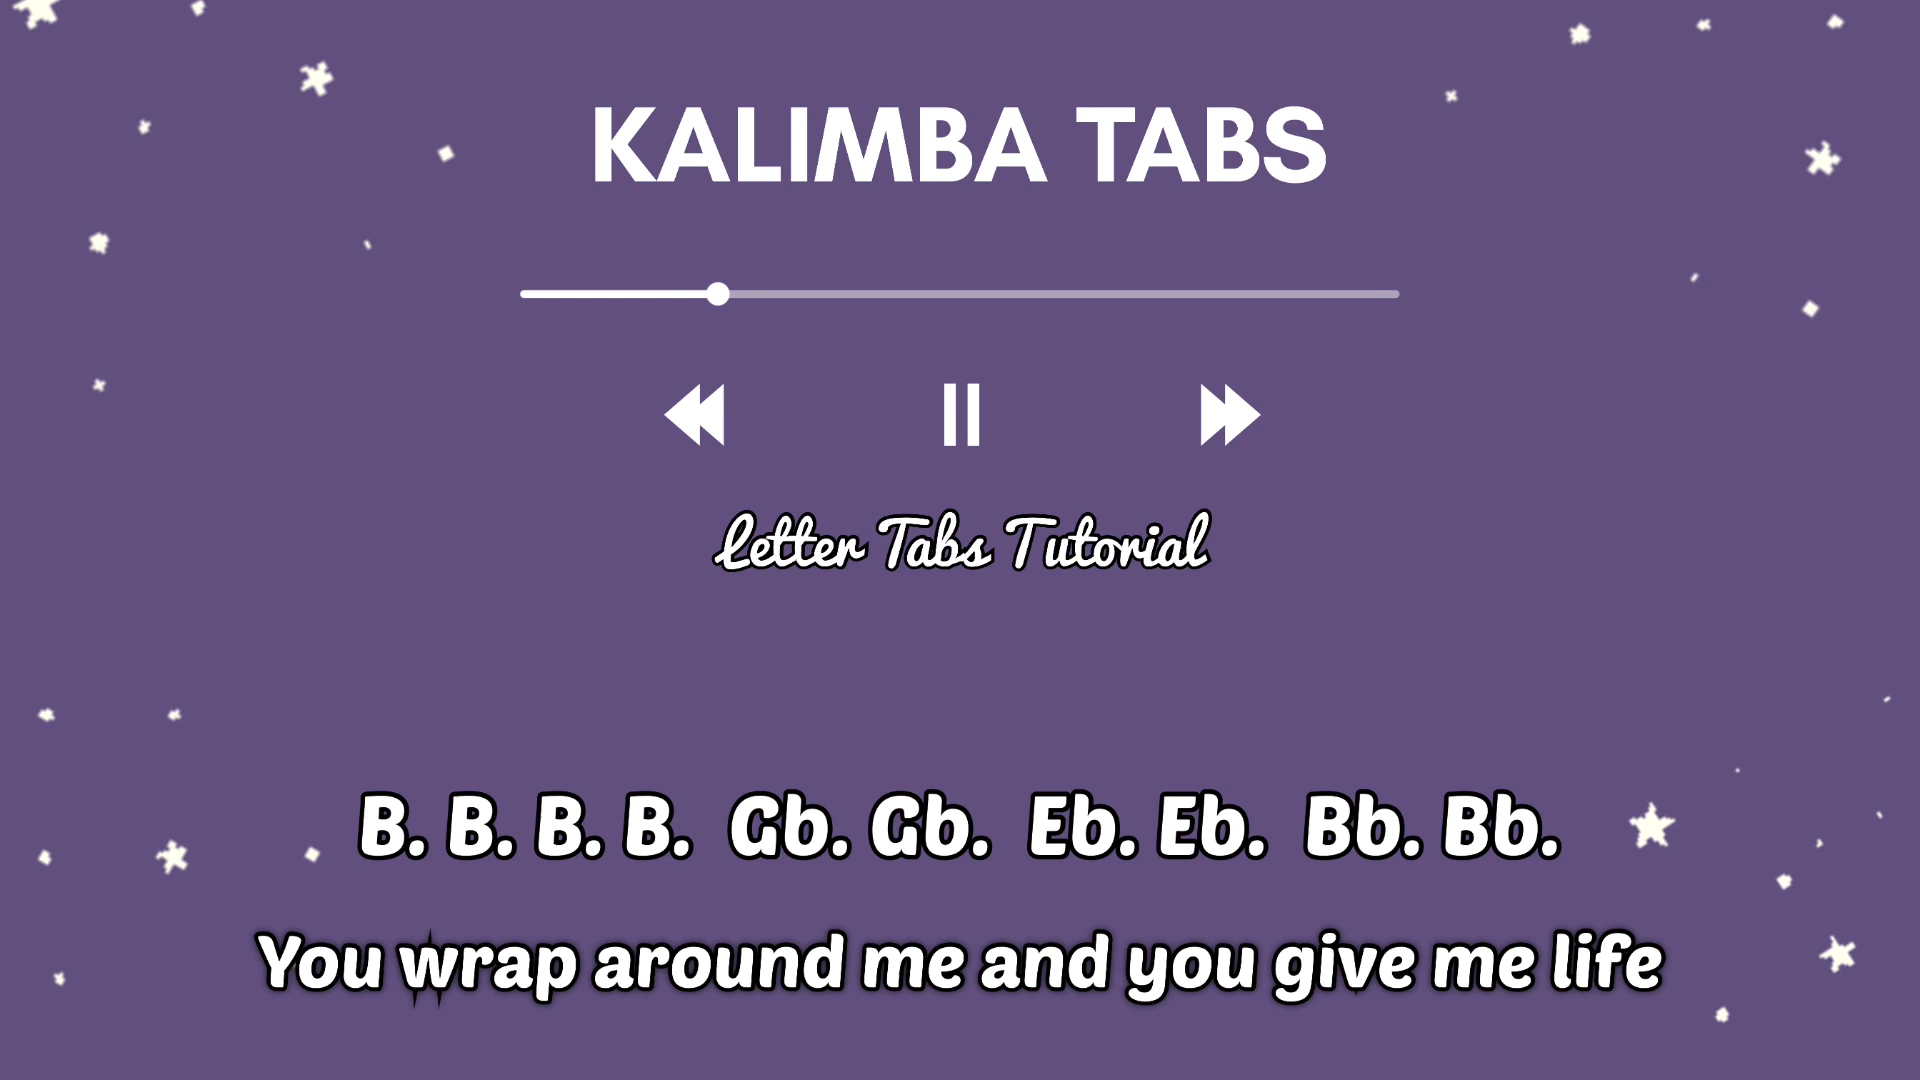 KALIMBA TABS
Letter Tabs Tutorial
B. B. B. B. Gb. Gb. Eb. Eb. Bb. Bb.
You wrap around me and you give me life